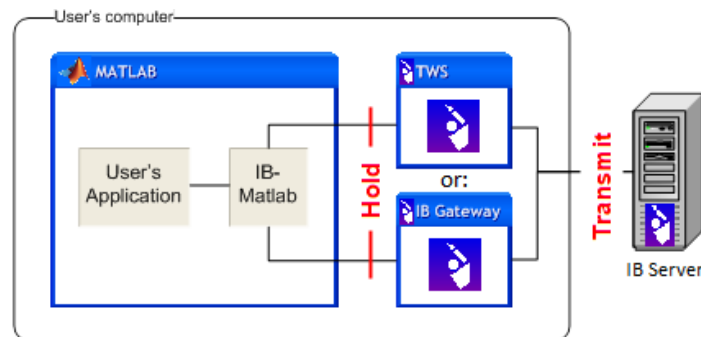 User's computer
MATLAB
TWS
User's
Application
IB-
Matlab
Hold
or:
IB Gateway
Transmit
IB Server